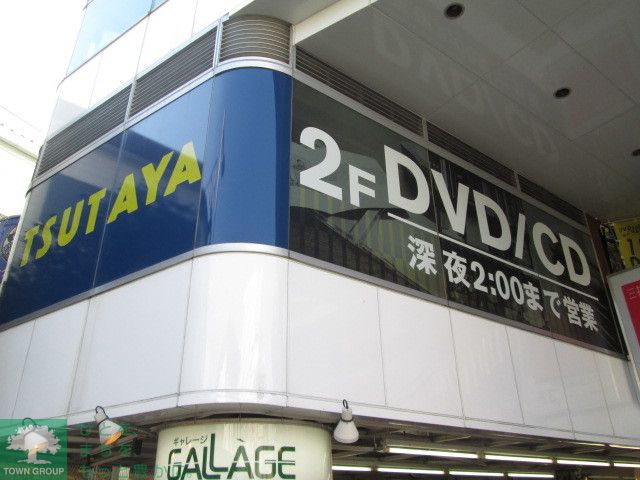 TSUTAYA
2F DVD/CD
深夜2:00まで営業
ギャレージ
GALLAGE
TOWN GROUP